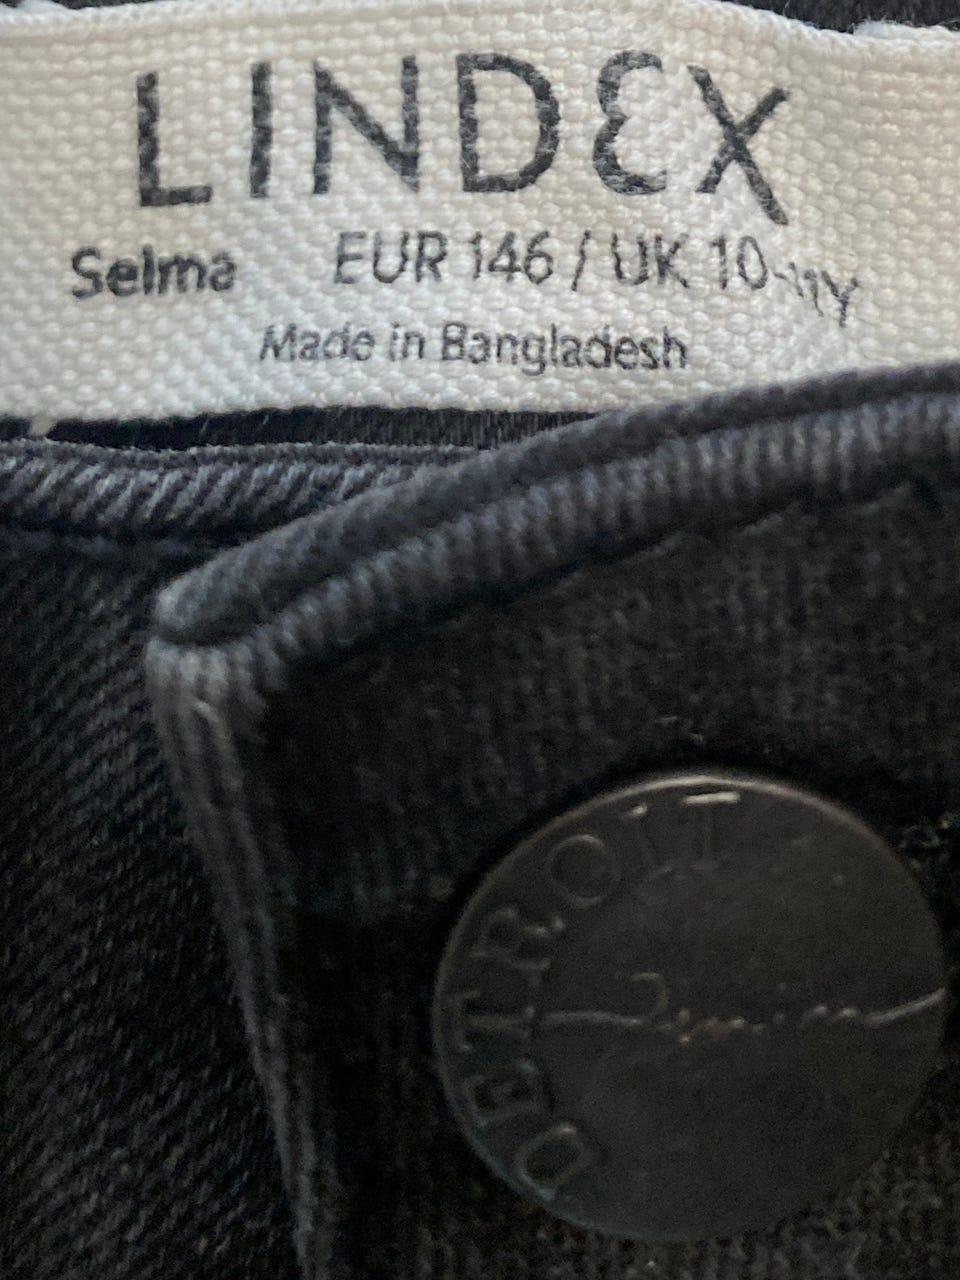 LINDEX
Selma EUR 146 / UK 10-11Y
Made in Bangladesh
DETROIT